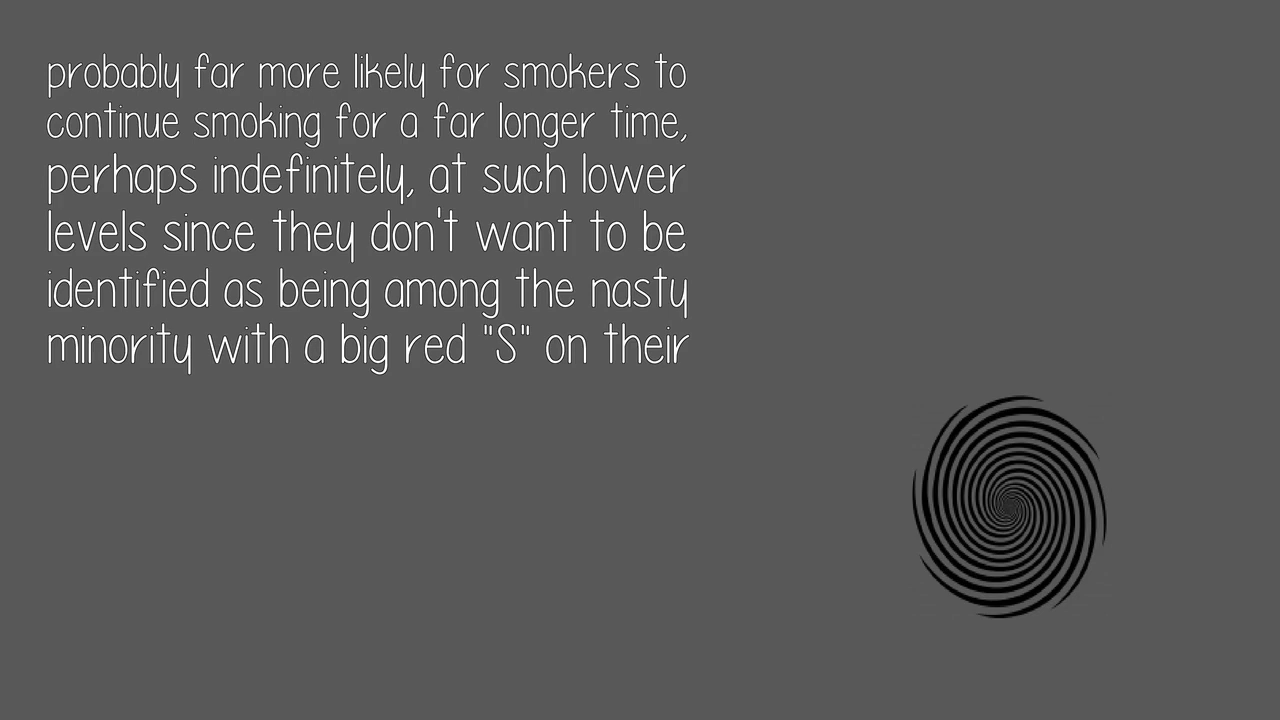 probably far more likely for smokers to
continue smoking for a far longer time,
perhaps indefinitely, at such lower
levels since they don't want to be
identified as being among the nasty
minority with a big red "S" on their